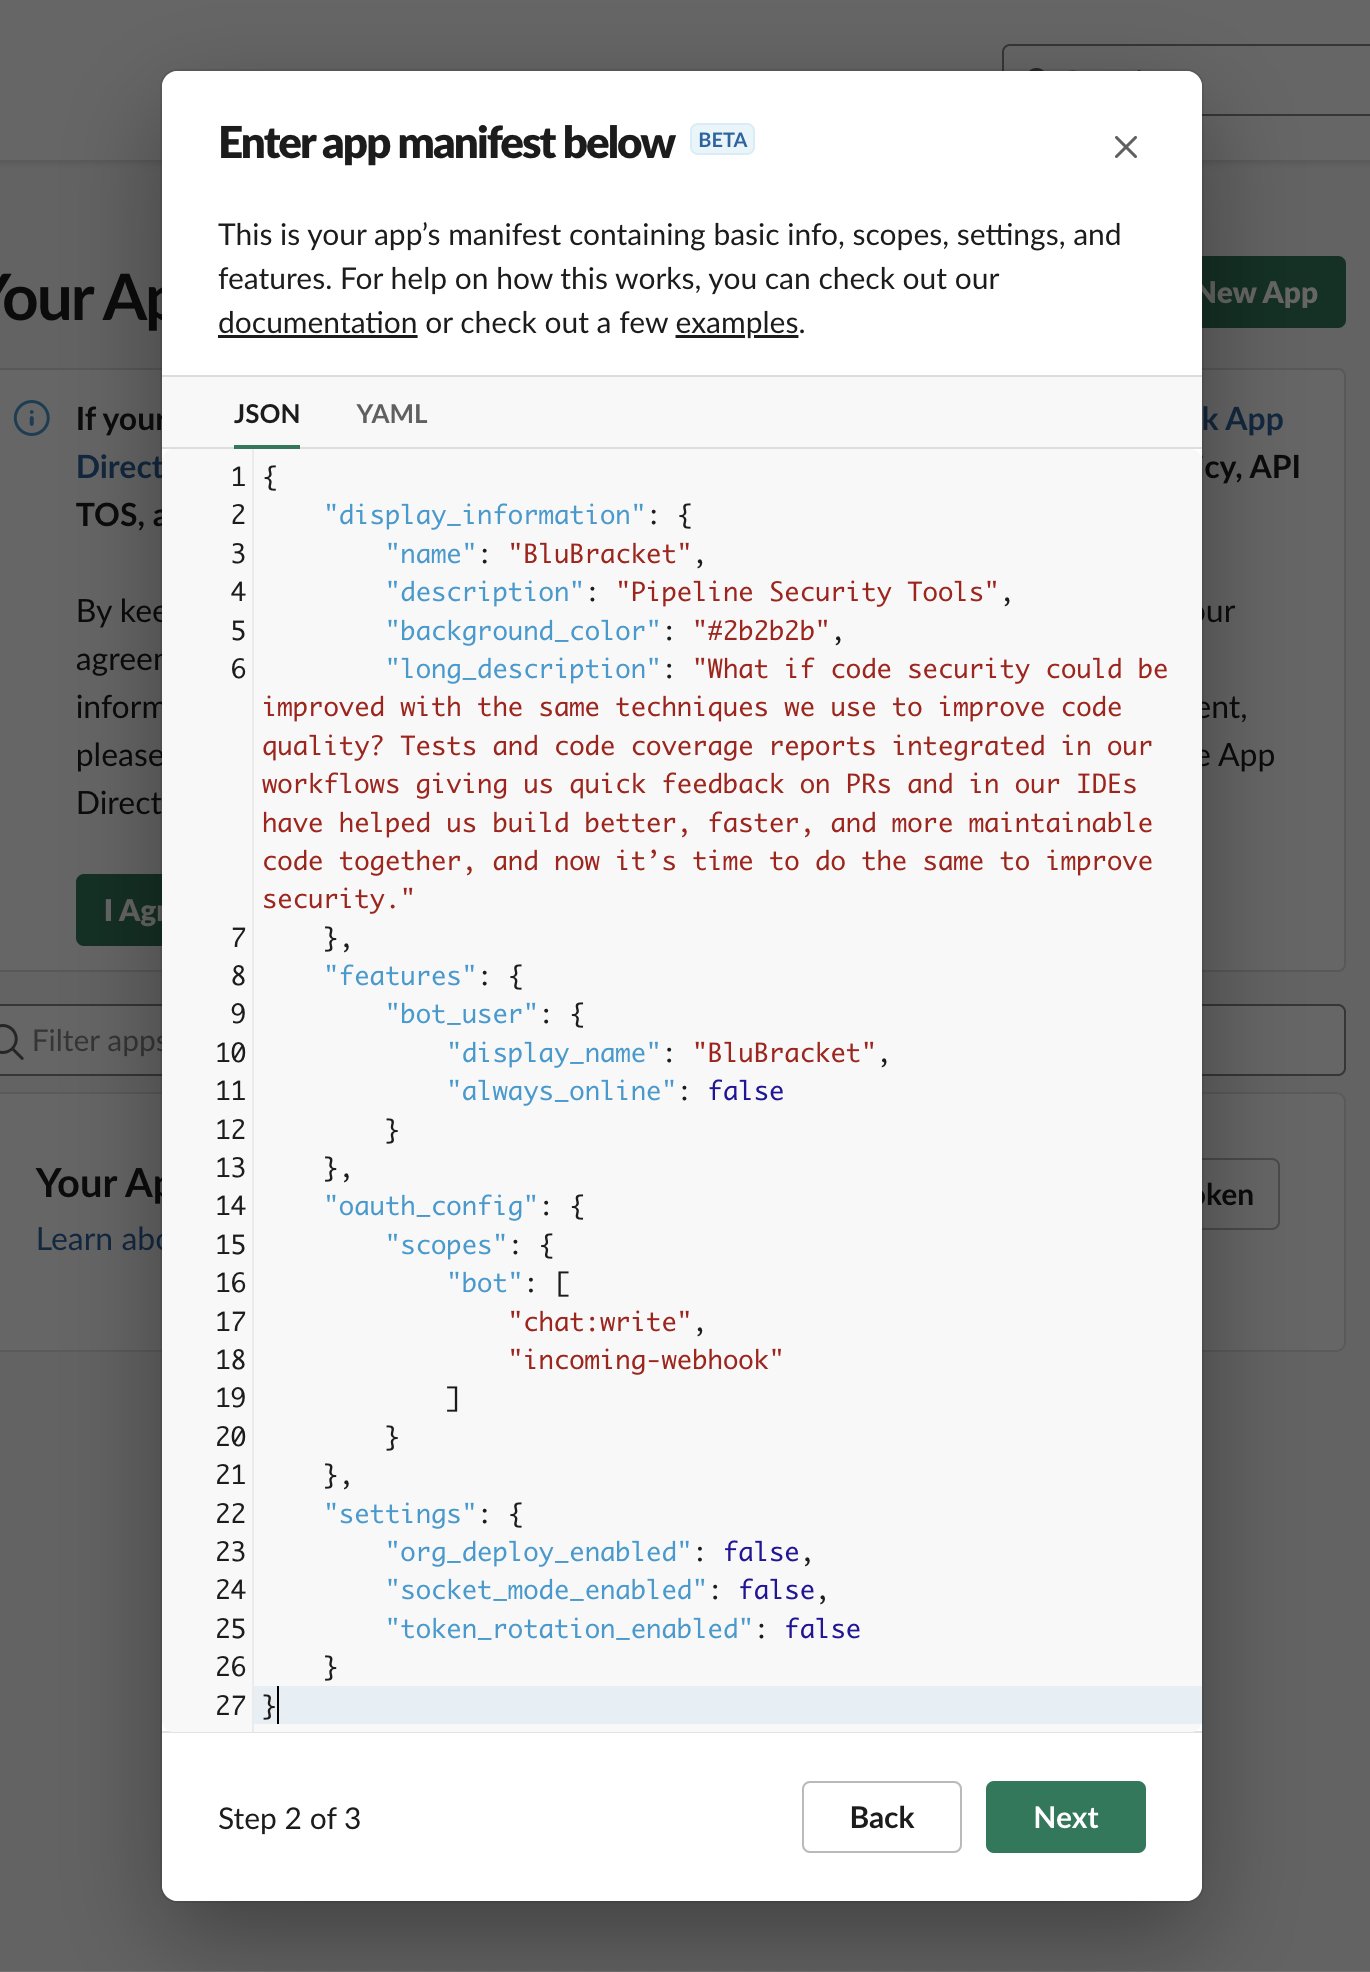 Enter app manifest below BETA
This is your app’s manifest containing basic info, scopes, settings, and
features. For help on how this works, you can check out our
documentation or check out a few examples.
JSON YAML
1 {
2 "display_information": {
3 "name": "BluBracket",
4 "description": "Pipeline Security Tools",
5 "background_color": "#2b2b2b",
6 "long_description": "What if code security could be
improved with the same techniques we use to improve code
quality? Tests and code coverage reports integrated in our
workflows giving us quick feedback on PRs and in our IDEs
have helped us build better, faster, and more maintainable
code together, and now it’s time to do the same to improve
security."
7 },
8 "features": {
9 "bot_user": {
10 "display_name": "BluBracket",
11 "always_online": false
12 }
13 },
14 "oauth_config": {
15 "scopes": {
16 "bot": [
17 "chat:write",
18 "incoming-webhook"
19 ]
20 }
21 },
22 "settings": {
23 "org_deploy_enabled": false,
24 "socket_mode_enabled": false,
25 "token_rotation_enabled": false
26 }
27 }
Step 2 of 3 Back Next
Your Ap
New App
If your
k App
Direct
cy, API
TOS, a
By kee
our
agreer
inform
ent,
please
e App
Direct
I Agr
Filter apps
Your Ap
oken
Learn abo